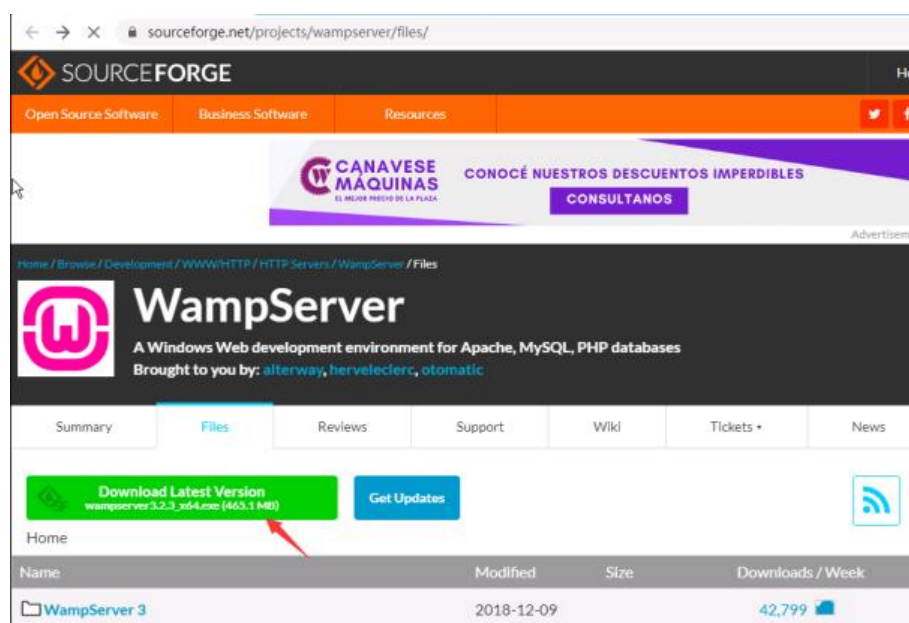 sourceforge.net/projects/wampserver/files/
SOURCEFORGE
Open Source Software Business Software Resources
CANAVESE
MÁQUINAS
EL MEJOR PRECIO DE LA PLAZA
CONOCÉ NUESTROS DESCUENTOS IMPERDIBLES
CONSULTANOS
Home / Browse / Development / WWW/HTTP / HTTP Servers / WampServer / Files
WampServer
A Windows Web development environment for Apache, MySQL, PHP databases
Brought to you by: alterway, herveleclerc, otomatic
Summary Files Reviews Support Wiki Tickets News
Download Latest Version
wampserver3.2.3_x64.exe (465.1 MB)
Get Updates
Home
Name Modified Size Downloads / Week
WampServer 3 2018-12-09 42,799